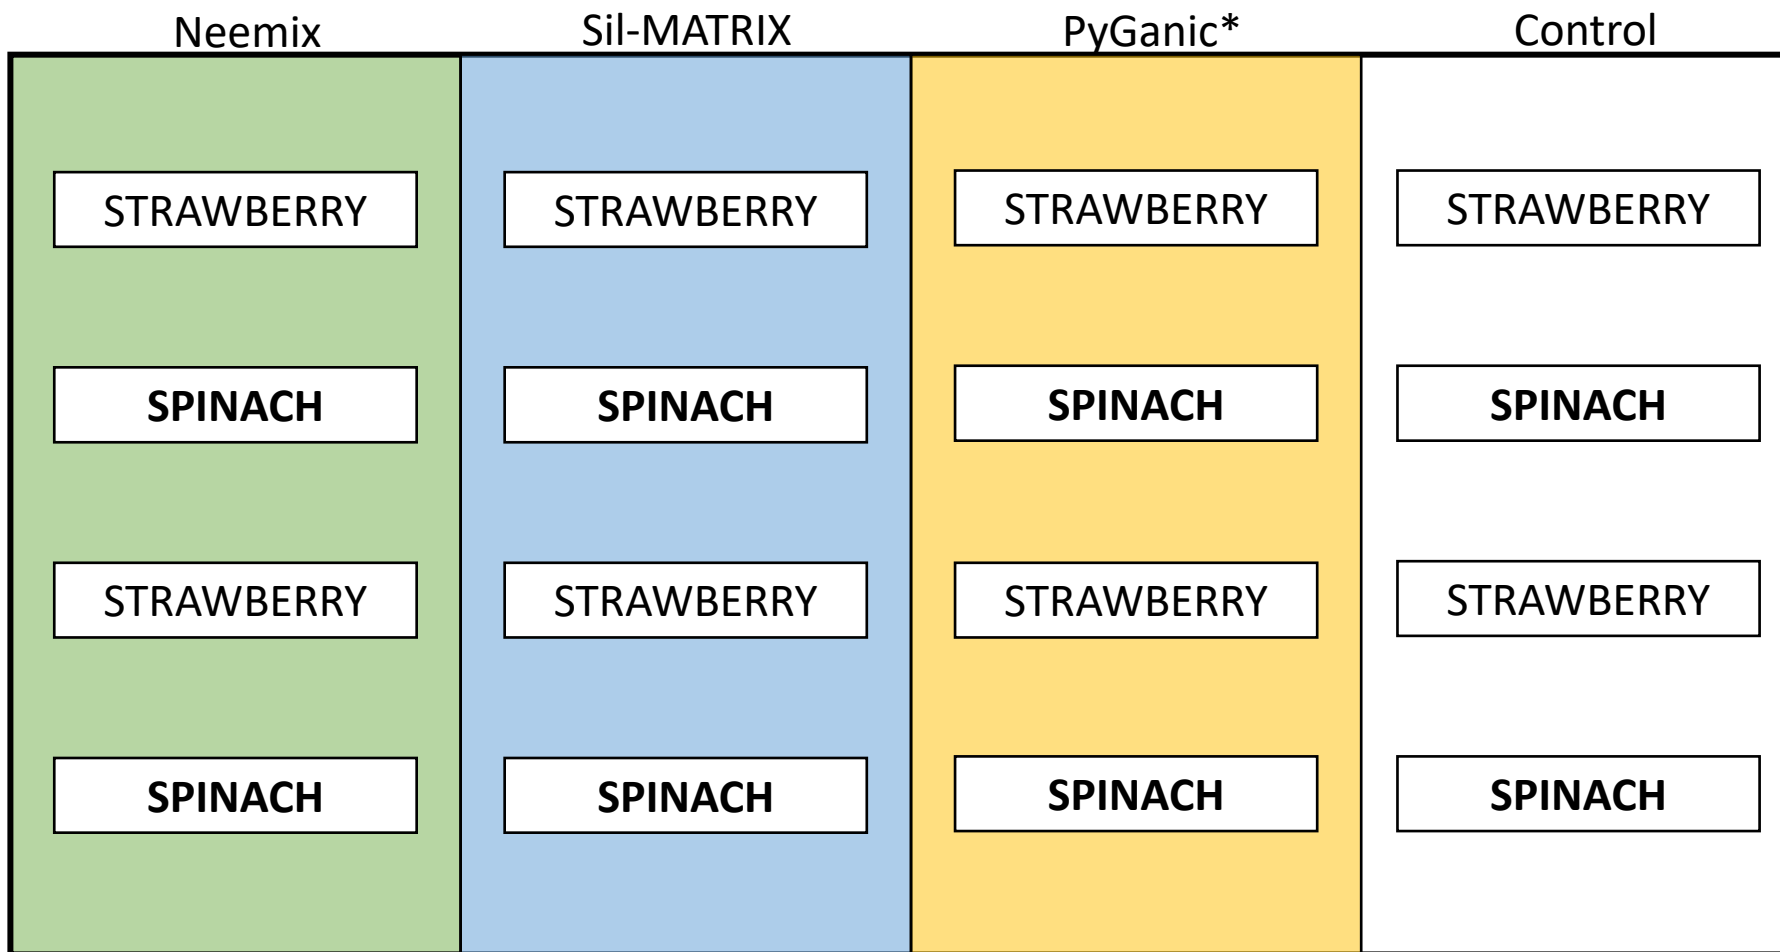 Neemix Sil-MATRIX PyGanic* Control
STRAWBERRY STRAWBERRY STRAWBERRY STRAWBERRY
SPINACH SPINACH SPINACH SPINACH
STRAWBERRY STRAWBERRY STRAWBERRY STRAWBERRY
SPINACH SPINACH SPINACH SPINACH